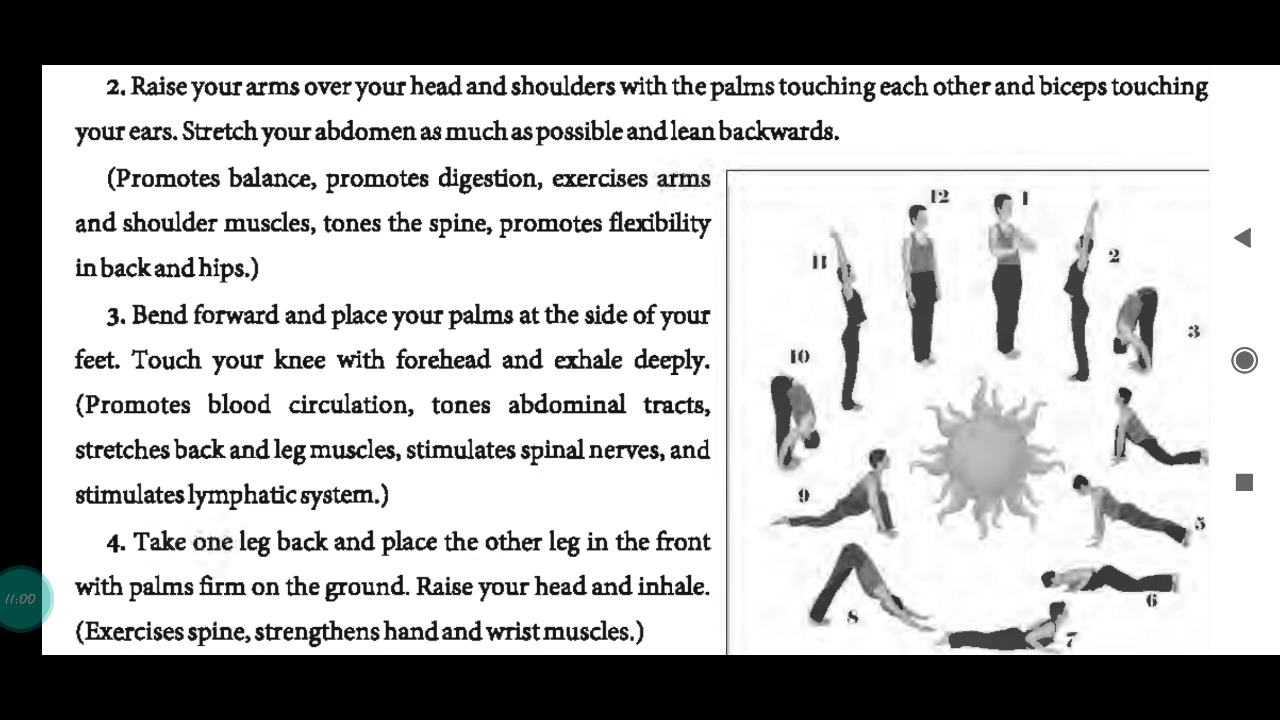 2. Raise your arms over your head and shoulders with the palms touching each other and biceps touching
your ears. Stretch your abdomen as much as possible and lean backwards.
(Promotes balance, promotes digestion, exercises arms
and shoulder muscles, tones the spine, promotes flexibility
in back and hips.)
3. Bend forward and place your palms at the side of your
feet. Touch your knee with forehead and exhale deeply.
(Promotes blood circulation, tones abdominal tracts,
stretches back and leg muscles, stimulates spinal nerves, and
stimulates lymphatic system.)
4. Take one leg back and place the other leg in the front
with palms firm on the ground. Raise your head and inhale.
(Exercises spine, strengthens hand and wrist muscles.)
12
1
11
2
3
10
9
5
6
8
7
11:00